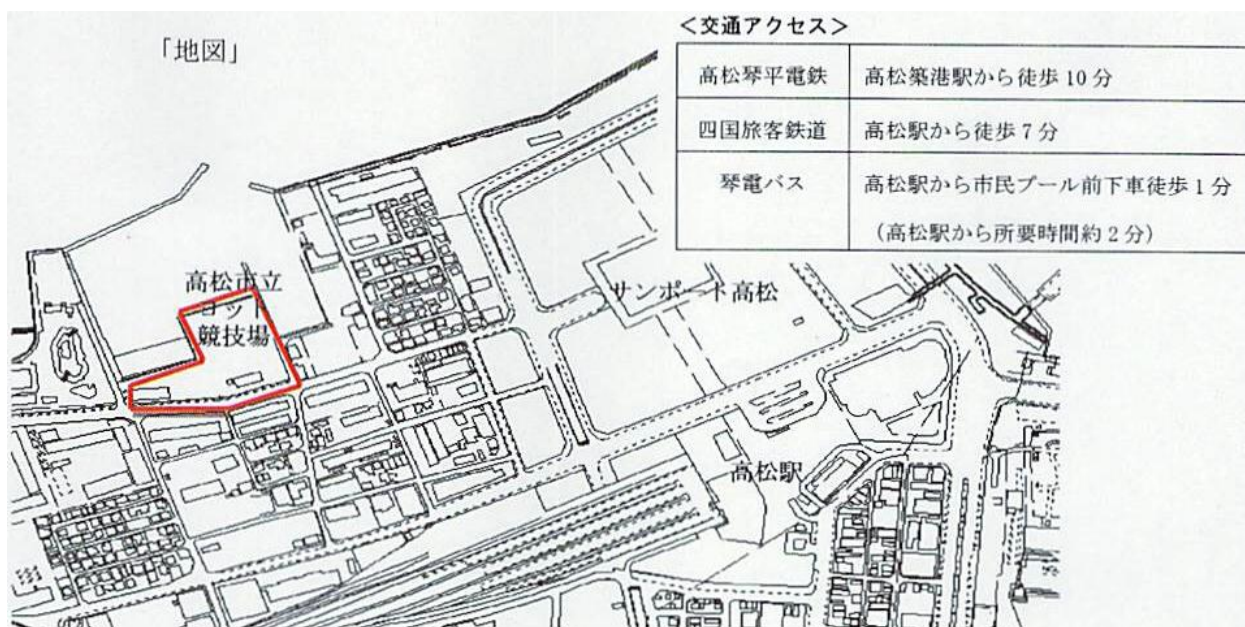 「地図」
＜交通アクセス＞
高松琴平電鉄 高松築港駅から徒歩 10 分
四国旅客鉄道 高松駅から徒歩 7 分
琴電バス 高松駅から市民プール前下車徒歩 1 分
（高松駅から所要時間約 2 分）
高松市立
ヨット
競技場
サンポート高松
高松駅